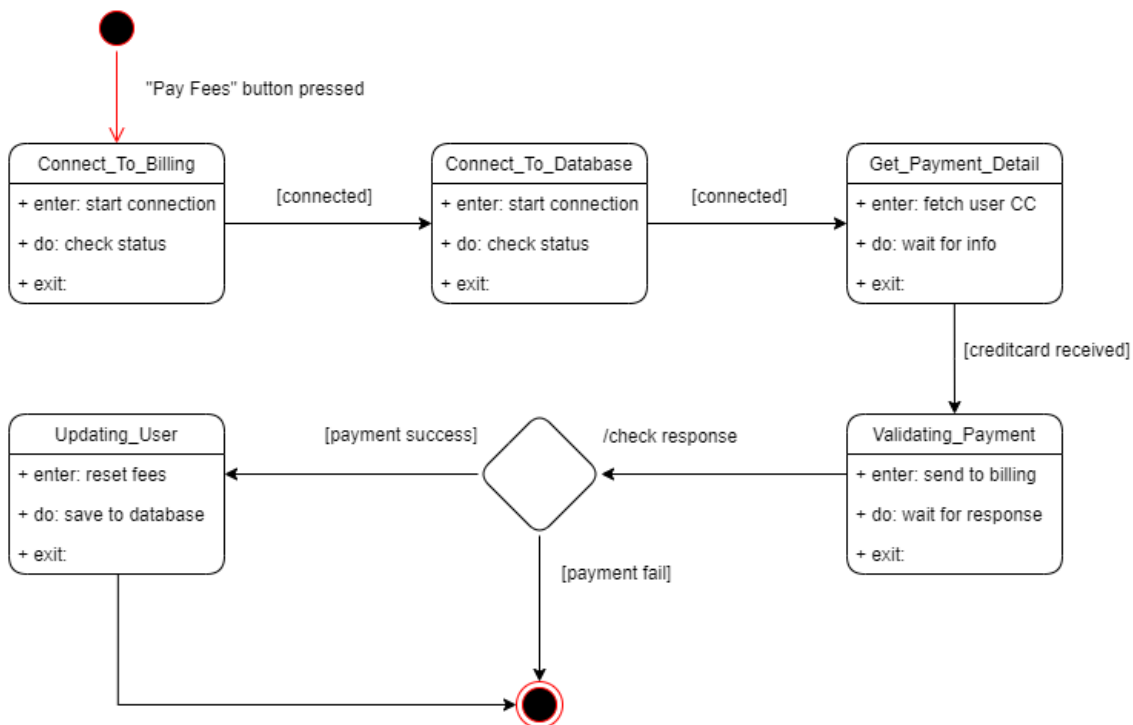 "Pay Fees" button pressed
Connect_To_Billing
+ enter: start connection
+ do: check status
+ exit:
[connected]
Connect_To_Database
+ enter: start connection
+ do: check status
+ exit:
[connected]
Get_Payment_Detail
+ enter: fetch user CC
+ do: wait for info
+ exit:
[creditcard received]
Validating_Payment
+ enter: send to billing
+ do: wait for response
+ exit:
/check response
[payment success]
Updating_User
+ enter: reset fees
+ do: save to database
+ exit:
[payment fail]